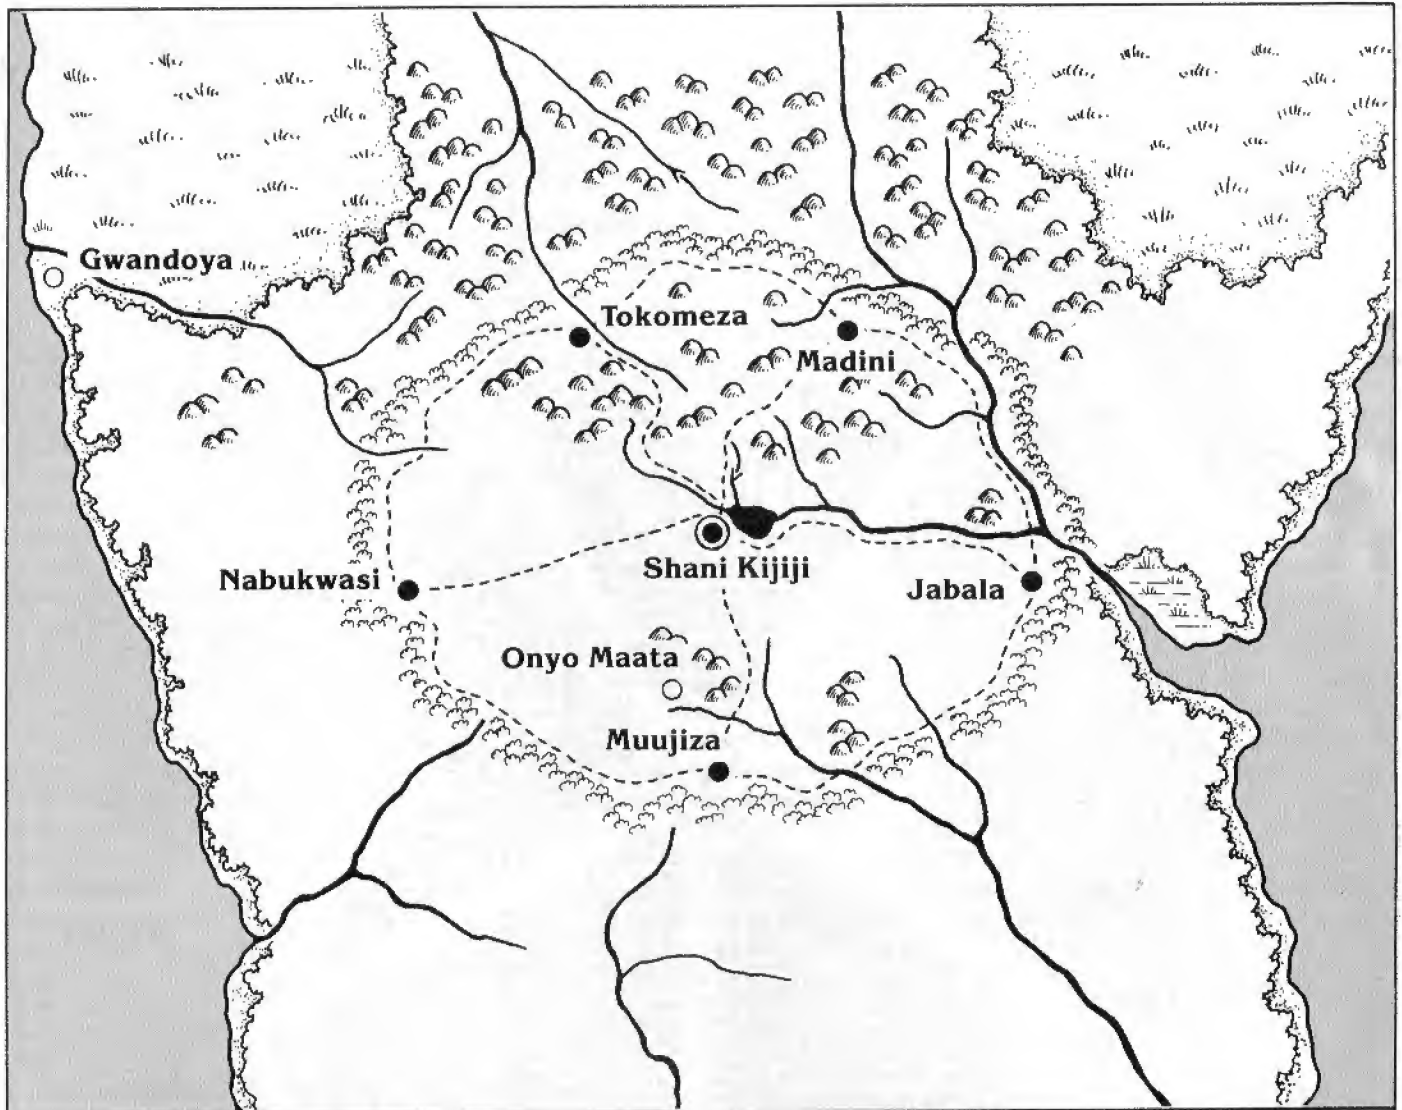 Gwandoya
Tokomeza
Madini
Shani Kijiji
Nabukwasi
Jabala
Onyo Maata
Muujiza